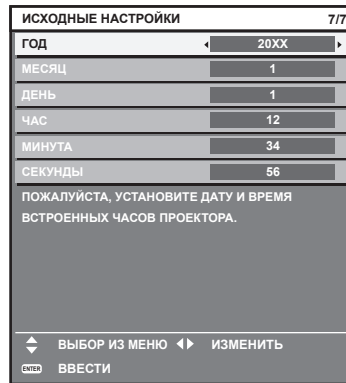 ИСХОДНЫЕ НАСТРОЙКИ 7/7
ГОД 20XX
МЕСЯЦ 1
ДЕНЬ 1
ЧАС 12
МИНУТА 34
СЕКУНДЫ 56
ПОЖАЛУЙСТА, УСТАНОВИТЕ ДАТУ И ВРЕМЯ
ВСТРОЕННЫХ ЧАСОВ ПРОЕКТОРА.
ВЫБОР ИЗ МЕНЮ ИЗМЕНИТЬ
ENTER ВВЕСТИ